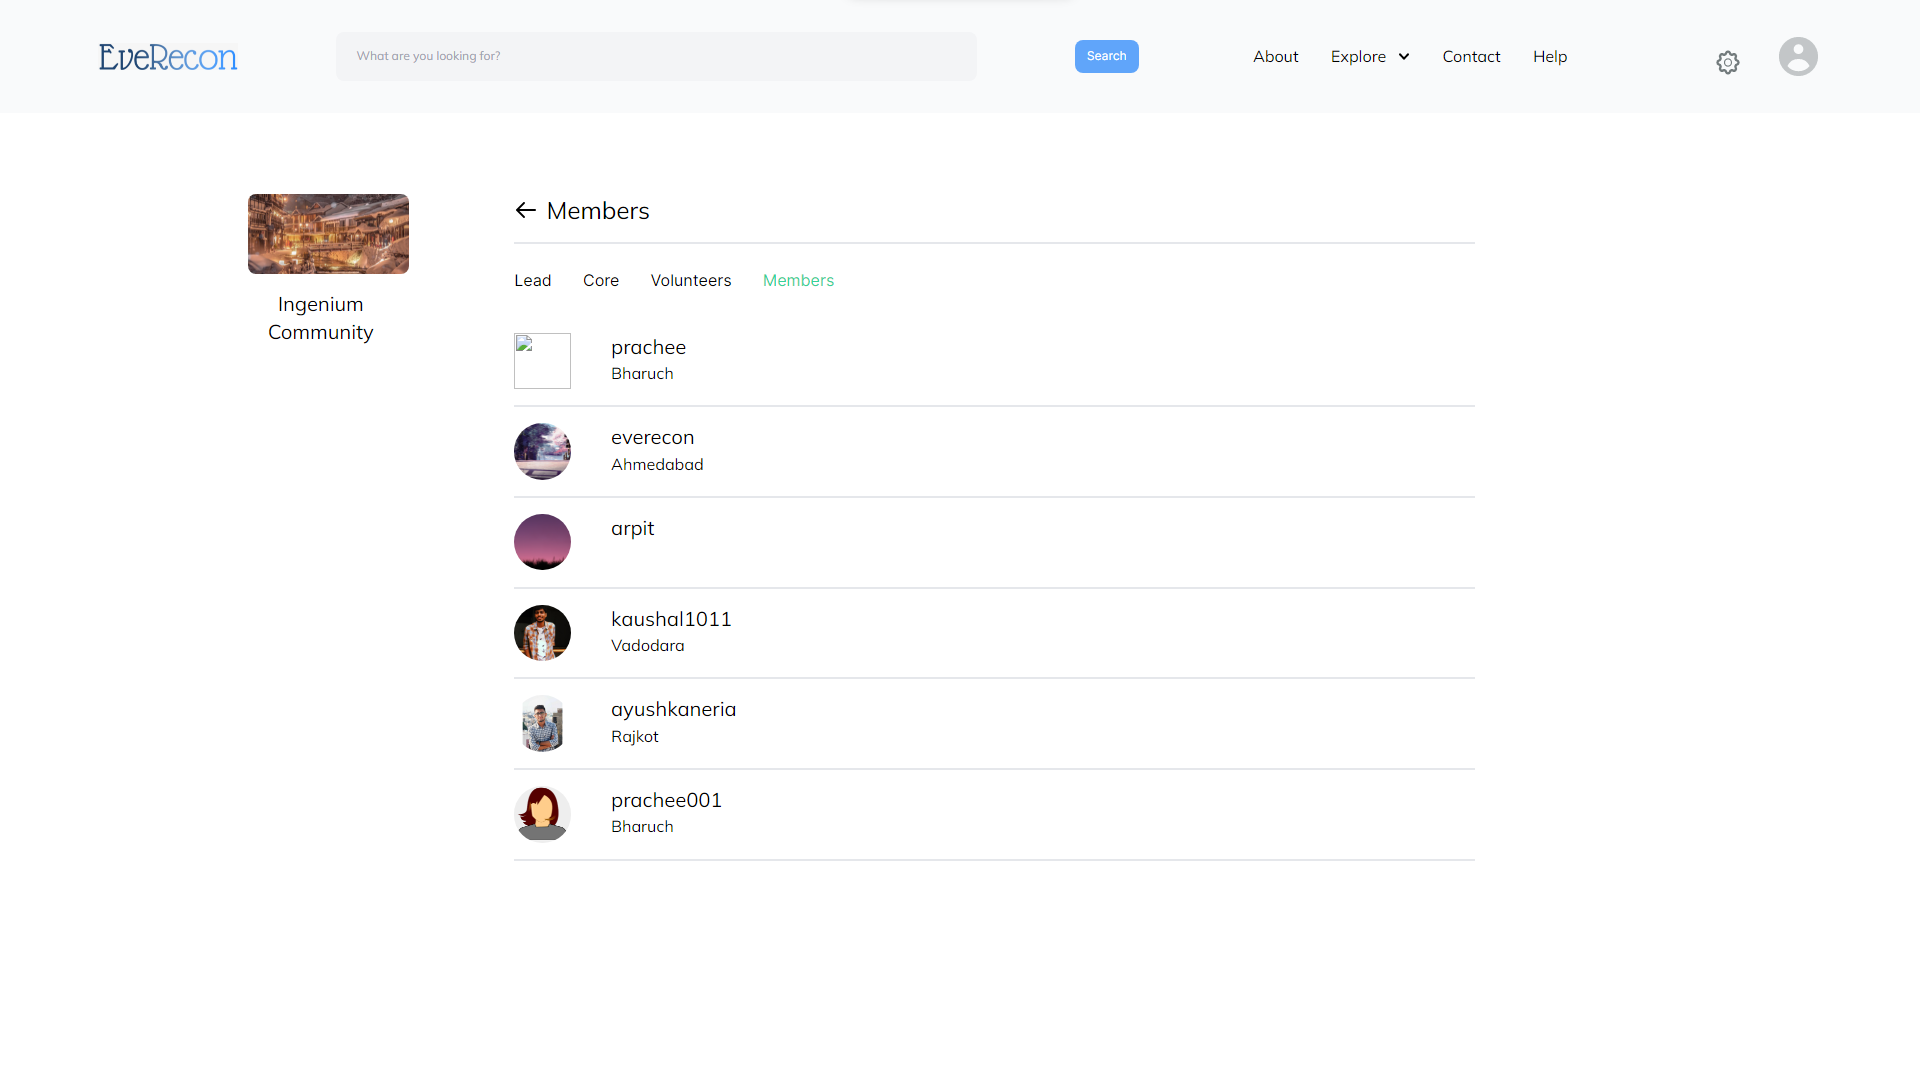 EveRecon
What are you looking for?
Search
About
Explore
Contact
Help
Ingenium
Community
Members
Lead
Core
Volunteers
Members
prachee
Bharuch
everecon
Ahmedabad
arpit
kaushal1011
Vadodara
ayushkaneria
Rajkot
prachee001
Bharuch